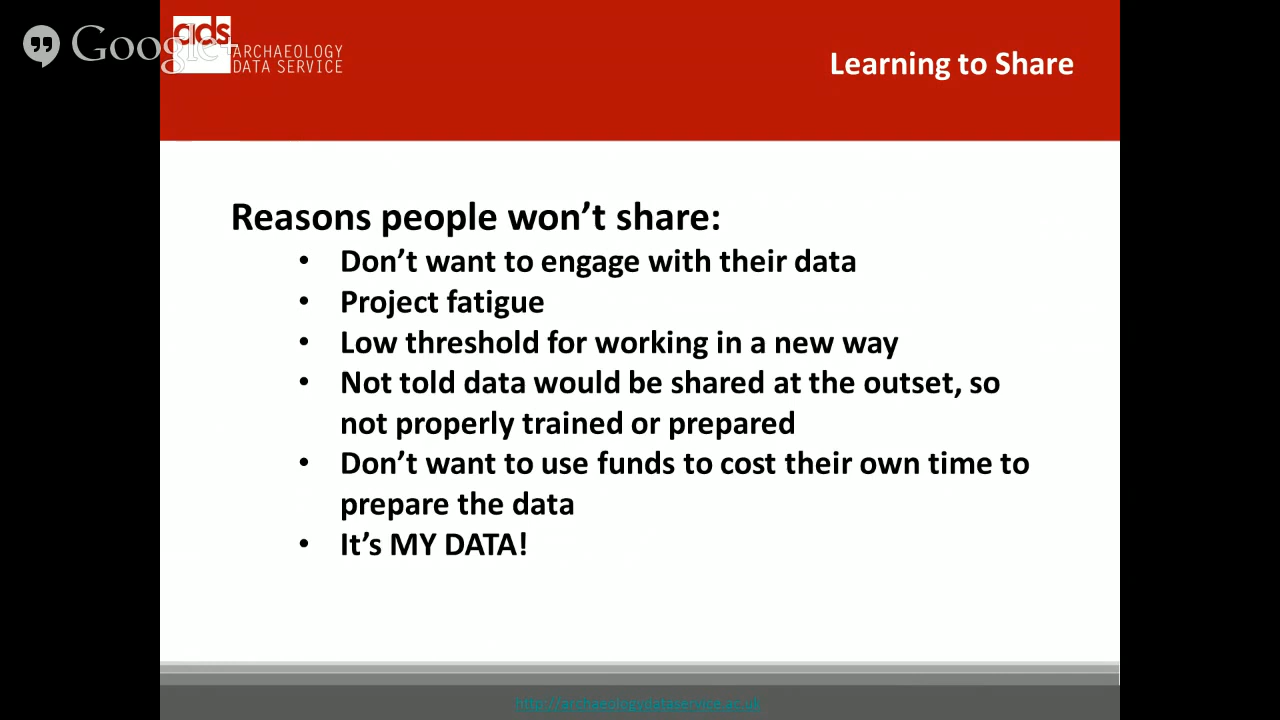 Google+
ads
ARCHAEOLOGY
DATA SERVICE
Learning to Share
Reasons people won’t share:
• Don’t want to engage with their data
• Project fatigue
• Low threshold for working in a new way
• Not told data would be shared at the outset, so
not properly trained or prepared
• Don’t want to use funds to cost their own time to
prepare the data
• It’s MY DATA!
http://archaeologydataservice.ac.uk